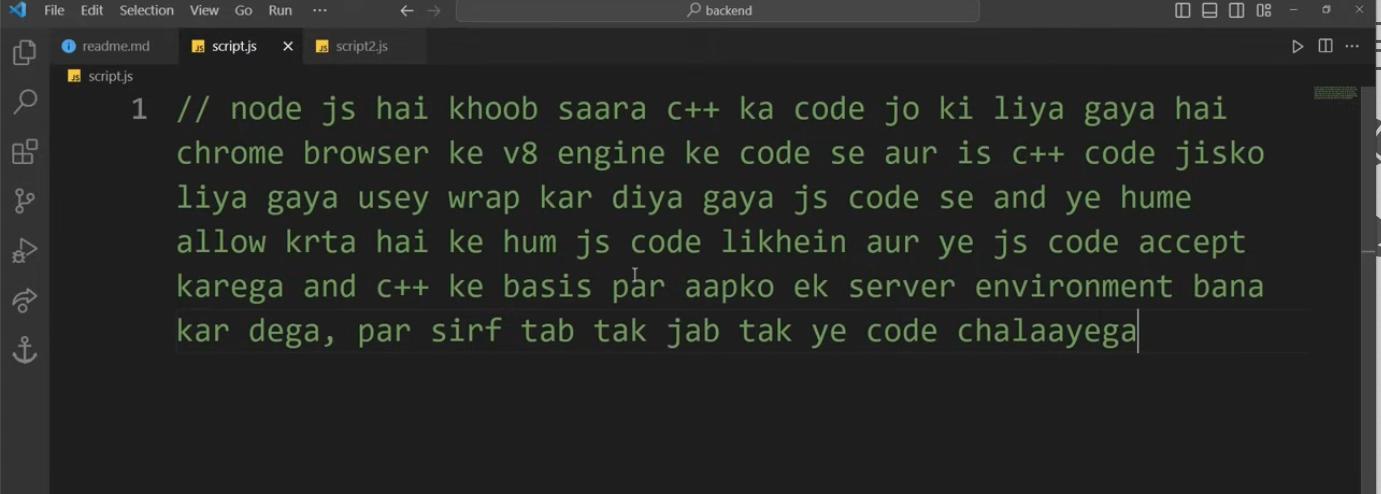 File Edit Selection View Go Run ... backend
readme.md script.js script2.js
script.js
1 // node js hai khoob saara c++ ka code jo ki liya gaya hai
chrome browser ke v8 engine ke code se aur is c++ code jisko
liya gaya usey wrap kar diya gaya js code se and ye hume
allow krta hai ke hum js code likhein aur ye js code accept
karega and c++ ke basis par aapko ek server environment bana
kar dega, par sirf tab tak jab tak ye code chalaayega